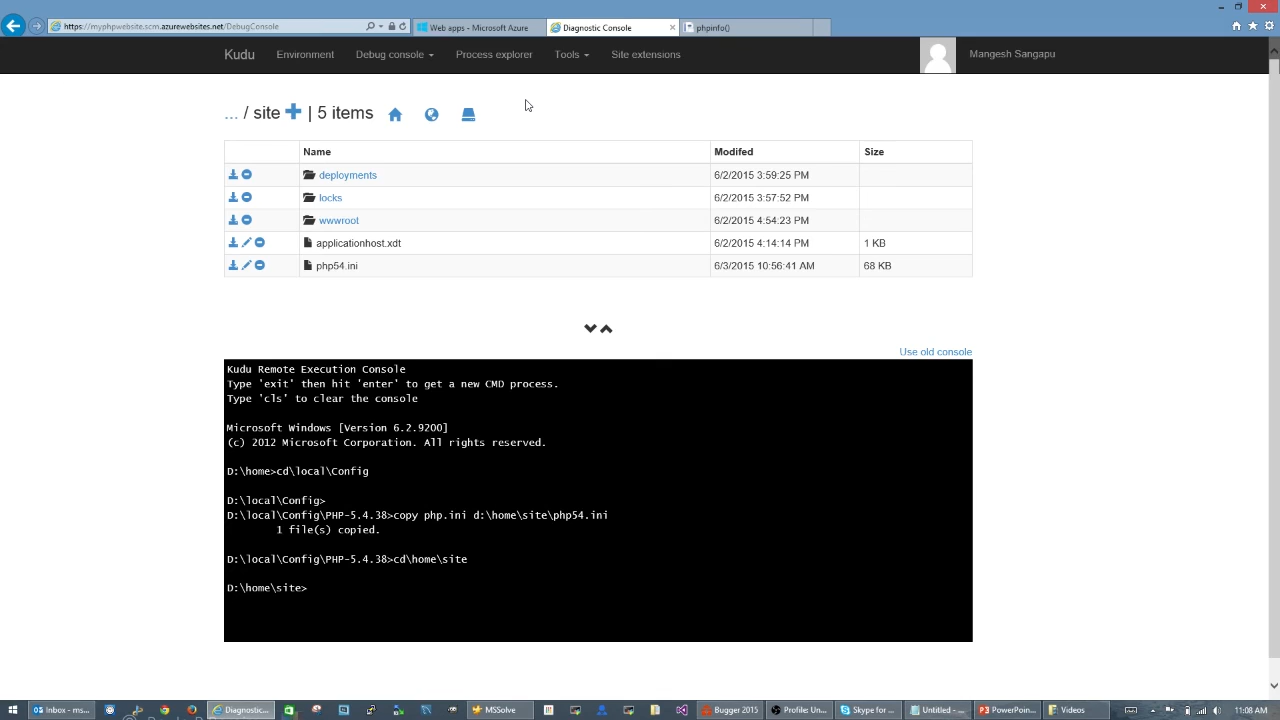 https://myphpwebsite.scm.azurewebsites.net/DebugConsole
Web apps - Microsoft Azure
Diagnostic Console
phpinfo()
Kudu Environment Debug console Process explorer Tools Site extensions Mangesh Sangapu
... / site | 5 items
Name Modifed Size
deployments 6/2/2015 3:59:25 PM
locks 6/2/2015 3:57:52 PM
wwwroot 6/2/2015 4:54:23 PM
applicationhost.xdt 6/2/2015 4:14:14 PM 1 KB
php54.ini 6/3/2015 10:56:41 AM 68 KB
Use old console
Kudu Remote Execution Console
Type 'exit' then hit 'enter' to get a new CMD process.
Type 'cls' to clear the console
Microsoft Windows [Version 6.2.9200]
(c) 2012 Microsoft Corporation. All rights reserved.
D:\home>cd\local\Config
D:\local\Config>
D:\local\Config\PHP-5.4.38>copy php.ini d:\home\site\php54.ini
1 file(s) copied.
D:\local\Config\PHP-5.4.38>cd\home\site
D:\home\site>
Inbox - ms... Diagnostic... MSSolve Bugger 2015 Profile: Un... Skype for ... Untitled - ... PowerPoin... Videos 11:08 AM